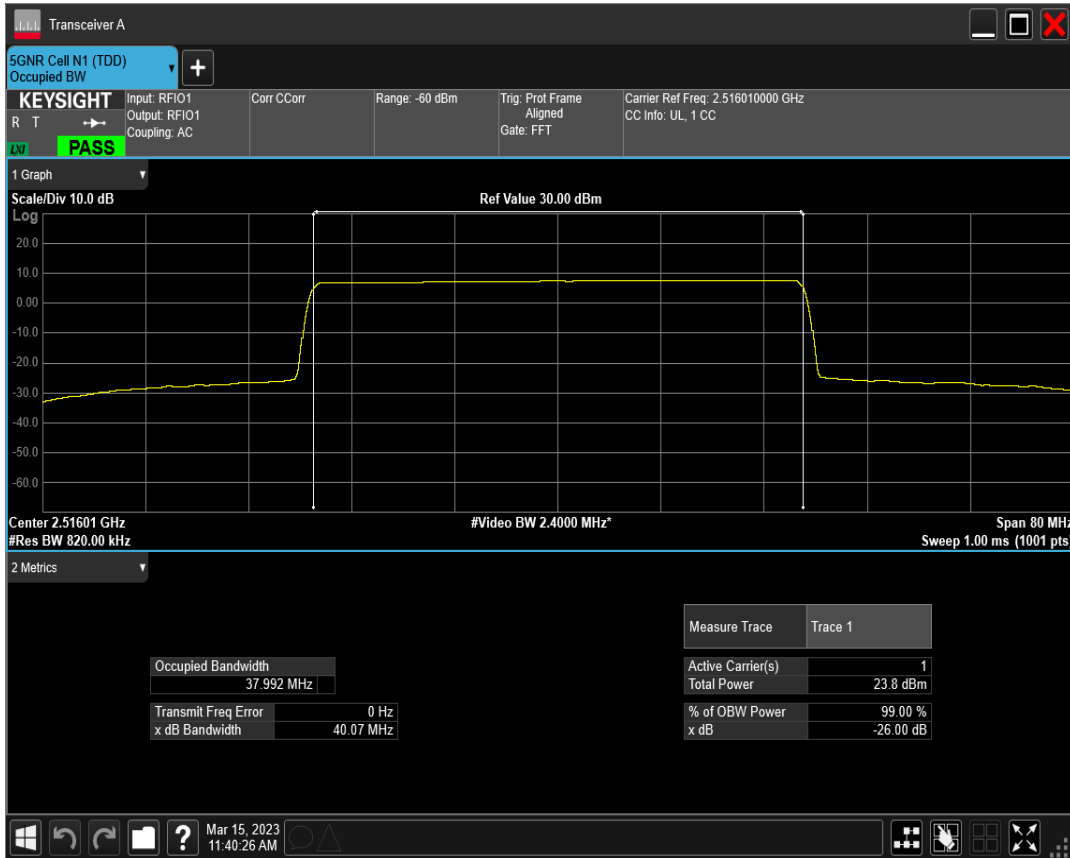 Transceiver A
5GNR Cell N1 (TDD)
Occupied BW
+
KEYSIGHT
R T
LXI
PASS
Input: RFIO1
Output: RFIO1
Coupling: AC
Corr CCorr
Range: -60 dBm
Trig: Prot Frame
Aligned
Gate: FFT
Carrier Ref Freq: 2.516010000 GHz
CC Info: UL, 1 CC
1 Graph
Scale/Div 10.0 dB
Ref Value 30.00 dBm
Log
20.0
10.0
0.00
-10.0
-20.0
-30.0
-40.0
-50.0
-60.0
Center 2.51601 GHz
#Video BW 2.4000 MHz*
Span 80 MHz
#Res BW 820.00 kHz
Sweep 1.00 ms (1001 pts)
2 Metrics
Measure Trace Trace 1
Occupied Bandwidth
37.992 MHz
Active Carrier(s) 1
Total Power 23.8 dBm
Transmit Freq Error 0 Hz
x dB Bandwidth 40.07 MHz
% of OBW Power 99.00 %
x dB -26.00 dB
?
Mar 15, 2023
11:40:26 AM